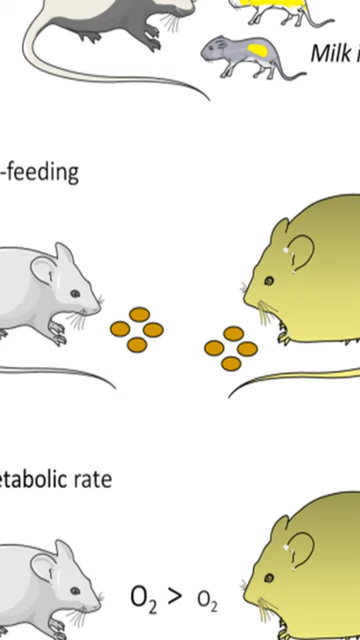 Milk i
-feeding
etabolic rate
O₂ > O₂